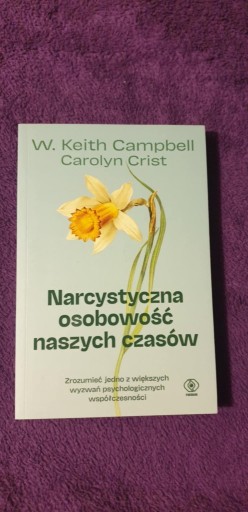 W. Keith Campbell
Carolyn Crist
Narcystyczna
osobowość
naszych czasów
Zrozumieć jedno z większych
wyzwań psychologicznych
współczesności